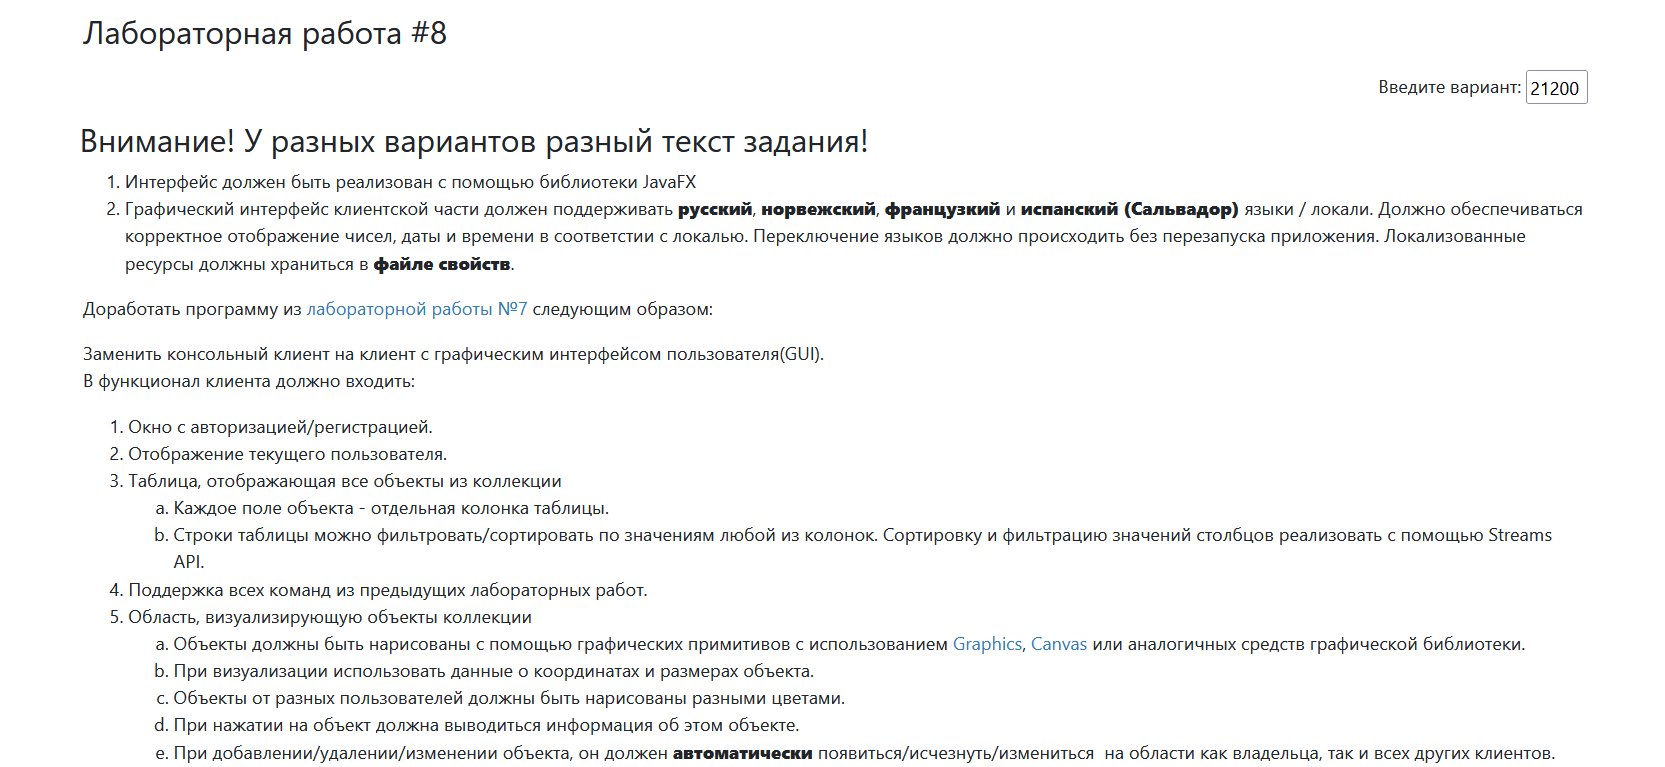 Лабораторная работа #8
Введите вариант: 21200
Внимание! У разных вариантов разный текст задания!
1. Интерфейс должен быть реализован с помощью библиотеки JavaFX
2. Графический интерфейс клиентской части должен поддерживать русский, норвежский, французкий и испанский (Сальвадор) языки / локали. Должно обеспечиваться
корректное отображение чисел, даты и времени в соответстии с локалью. Переключение языков должно происходить без перезапуска приложения. Локализованные
ресурсы должны храниться в файле свойств.
Доработать программу из лабораторной работы №7 следующим образом:
Заменить консольный клиент на клиент с графическим интерфейсом пользователя(GUI).
В функционал клиента должно входить:
1. Окно с авторизацией/регистрацией.
2. Отображение текущего пользователя.
3. Таблица, отображающая все объекты из коллекции
a. Каждое поле объекта - отдельная колонка таблицы.
b. Строки таблицы можно фильтровать/сортировать по значениям любой из колонок. Сортировку и фильтрацию значений столбцов реализовать с помощью Streams
API.
4. Поддержка всех команд из предыдущих лабораторных работ.
5. Область, визуализирующую объекты коллекции
a. Объекты должны быть нарисованы с помощью графических примитивов с использованием Graphics, Canvas или аналогичных средств графической библиотеки.
b. При визуализации использовать данные о координатах и размерах объекта.
c. Объекты от разных пользователей должны быть нарисованы разными цветами.
d. При нажатии на объект должна выводиться информация об этом объекте.
e. При добавлении/удалении/изменении объекта, он должен автоматически появиться/исчезнуть/измениться  на области как владельца, так и всех других клиентов.